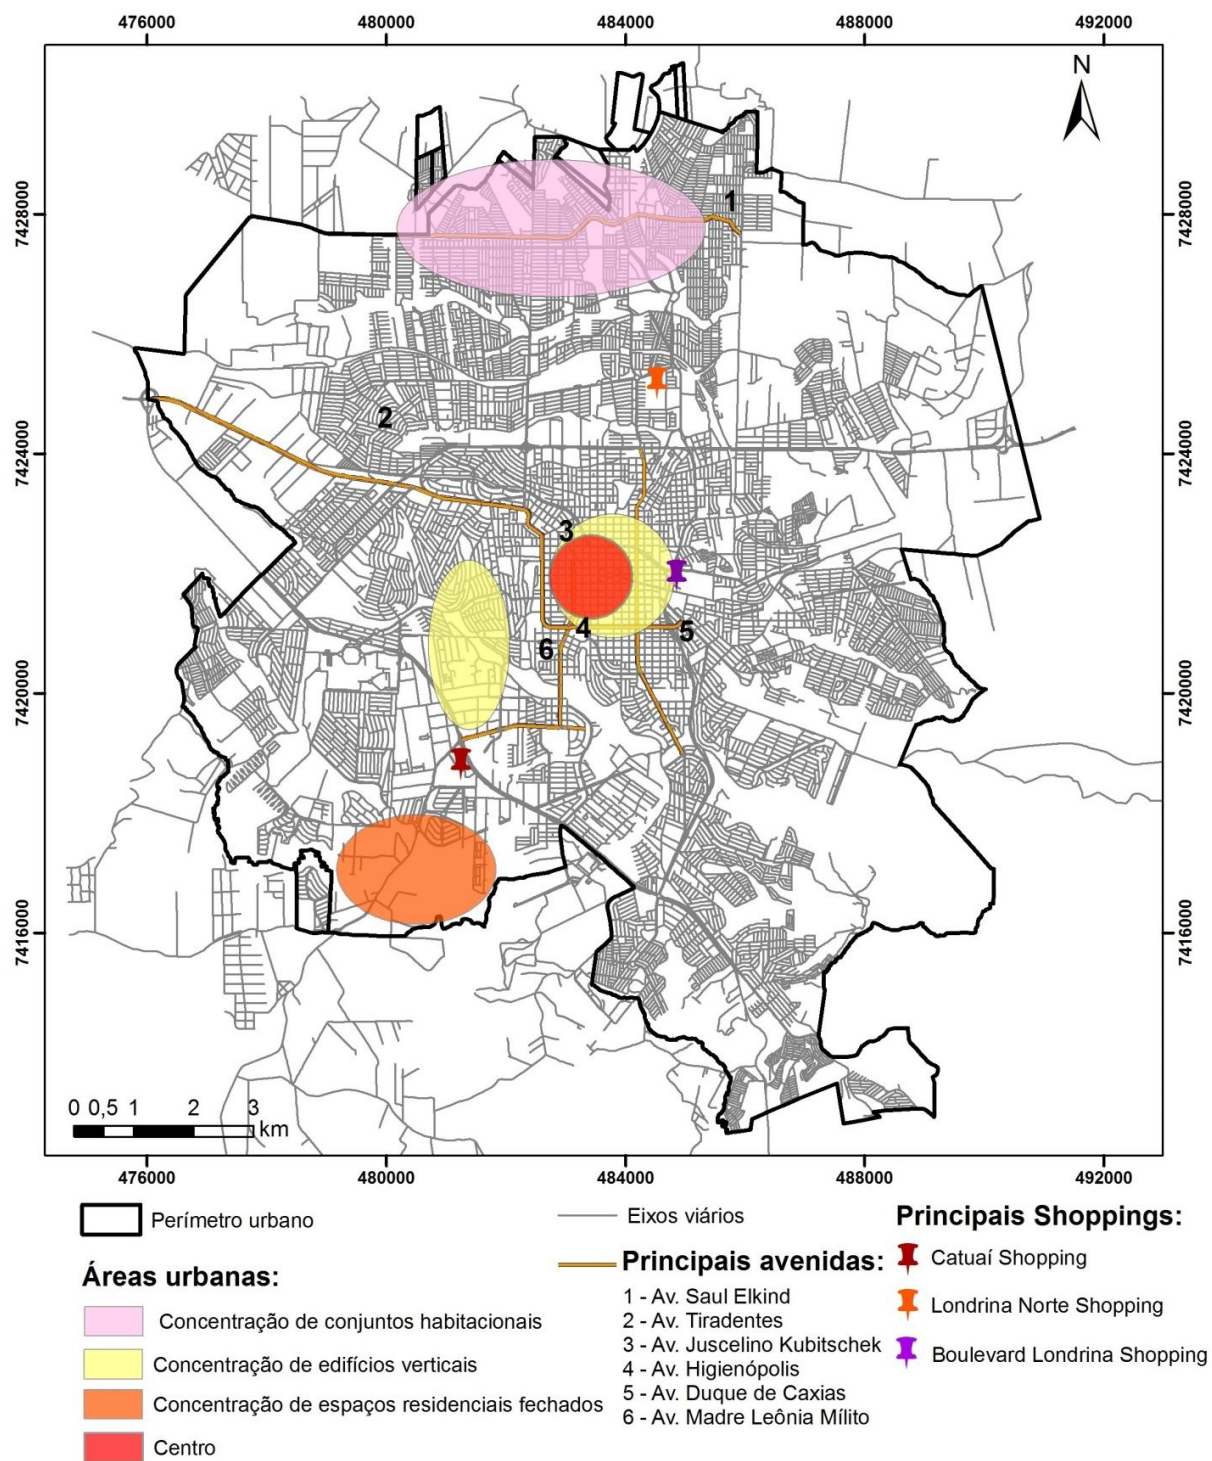 476000 480000 484000 488000 492000
N
7428000 7428000
7424000 7424000
7420000 7420000
7416000 7416000
1
2
3
4
5
6
0 0,5 1 2 3
km
476000 480000 484000 488000 492000
Perímetro urbano
Áreas urbanas:
Concentração de conjuntos habitacionais
Concentração de edifícios verticais
Concentração de espaços residenciais fechados
Centro
Eixos viários
Principais avenidas:
1 - Av. Saul Elkind
2 - Av. Tiradentes
3 - Av. Juscelino Kubitschek
4 - Av. Higienópolis
5 - Av. Duque de Caxias
6 - Av. Madre Leônia Mílito
Principais Shoppings:
Catuaí Shopping
Londrina Norte Shopping
Boulevard Londrina Shopping